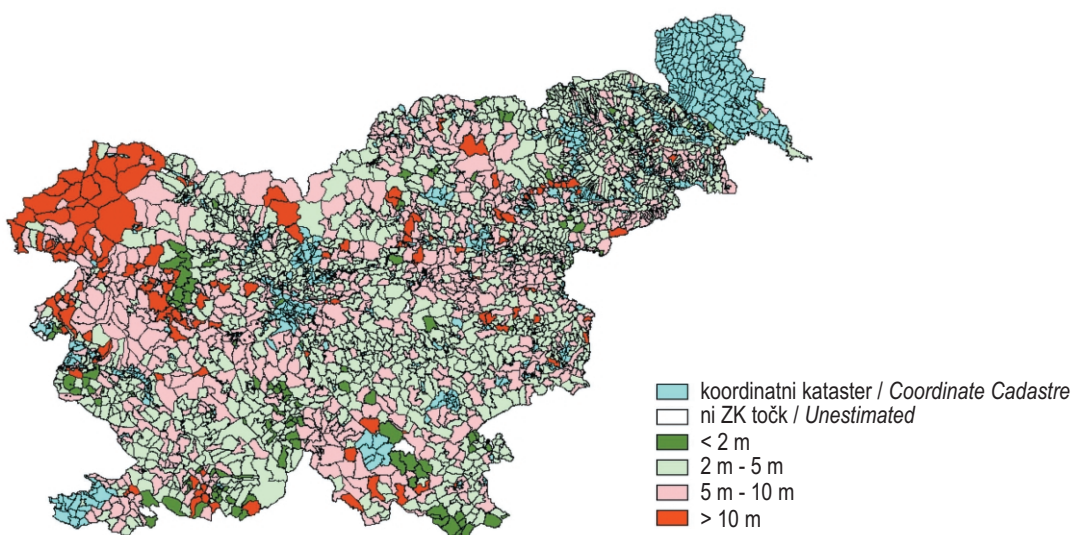 koordinatni kataster / Coordinate Cadastre
ni ZK točk / Unestimated
< 2 m
2 m - 5 m
5 m - 10 m
> 10 m